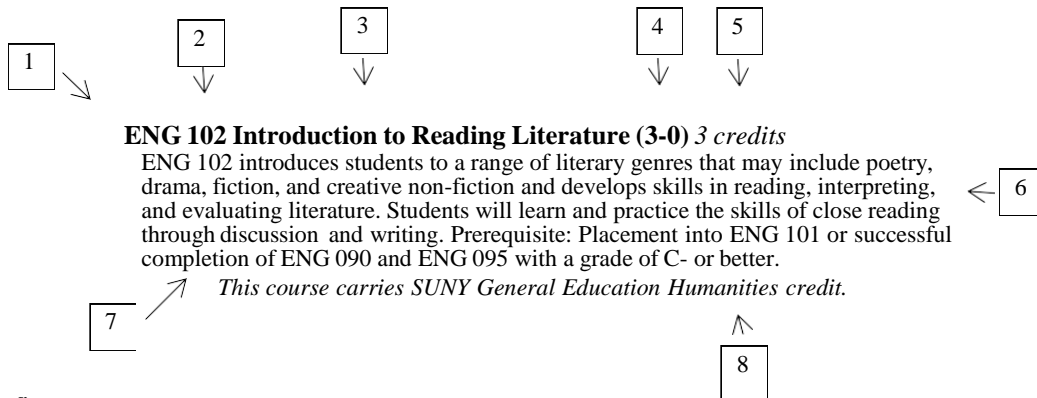 1
2
3
4
5
ENG 102 Introduction to Reading Literature (3-0) 3 credits
ENG 102 introduces students to a range of literary genres that may include poetry,
drama, fiction, and creative non-fiction and develops skills in reading, interpreting,
6
and evaluating literature. Students will learn and practice the skills of close reading
through discussion and writing. Prerequisite: Placement into ENG 101 or successful
completion of ENG 090 and ENG 095 with a grade of C- or better.
This course carries SUNY General Education Humanities credit.
7
8